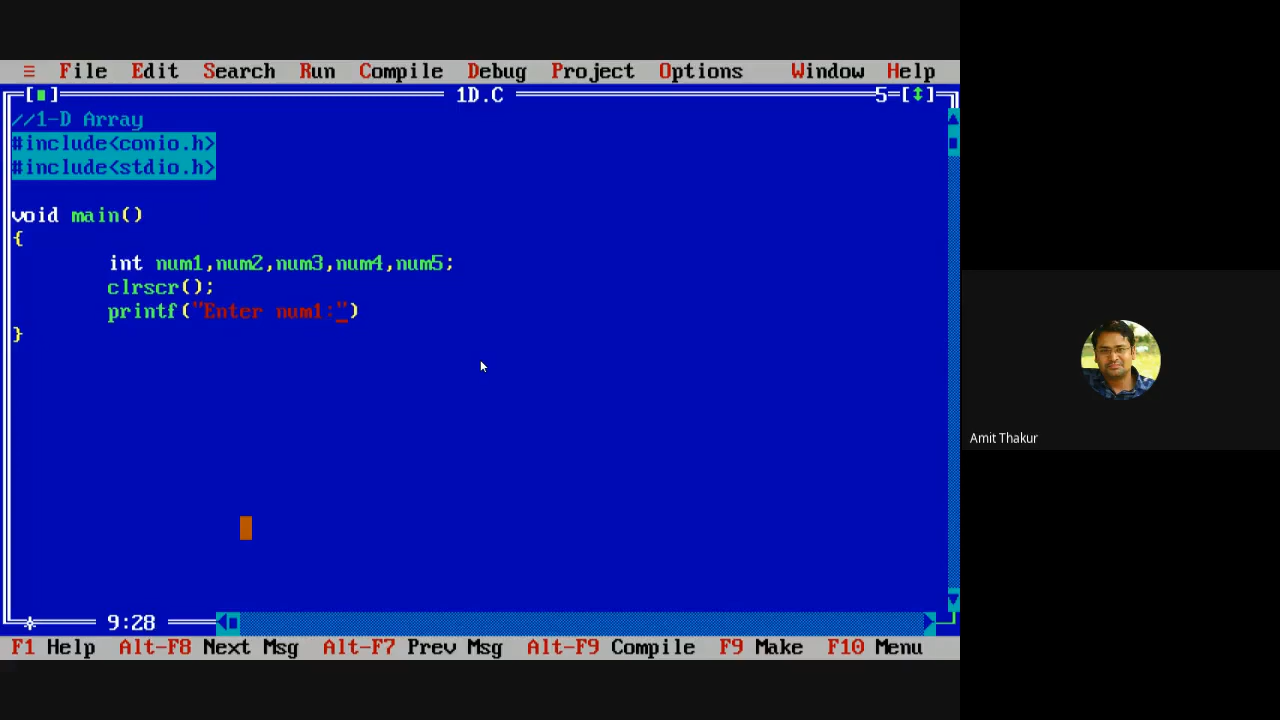 ≡ File Edit Search Run Compile Debug Project Options Window Help
1D.C 5
//1-D Array
#include<conio.h>
#include<stdio.h>
void main()
{
int num1,num2,num3,num4,num5;
clrscr();
printf("Enter num1:")
}
9:28
F1 Help Alt-F8 Next Msg Alt-F7 Prev Msg Alt-F9 Compile F9 Make F10 Menu
Amit Thakur